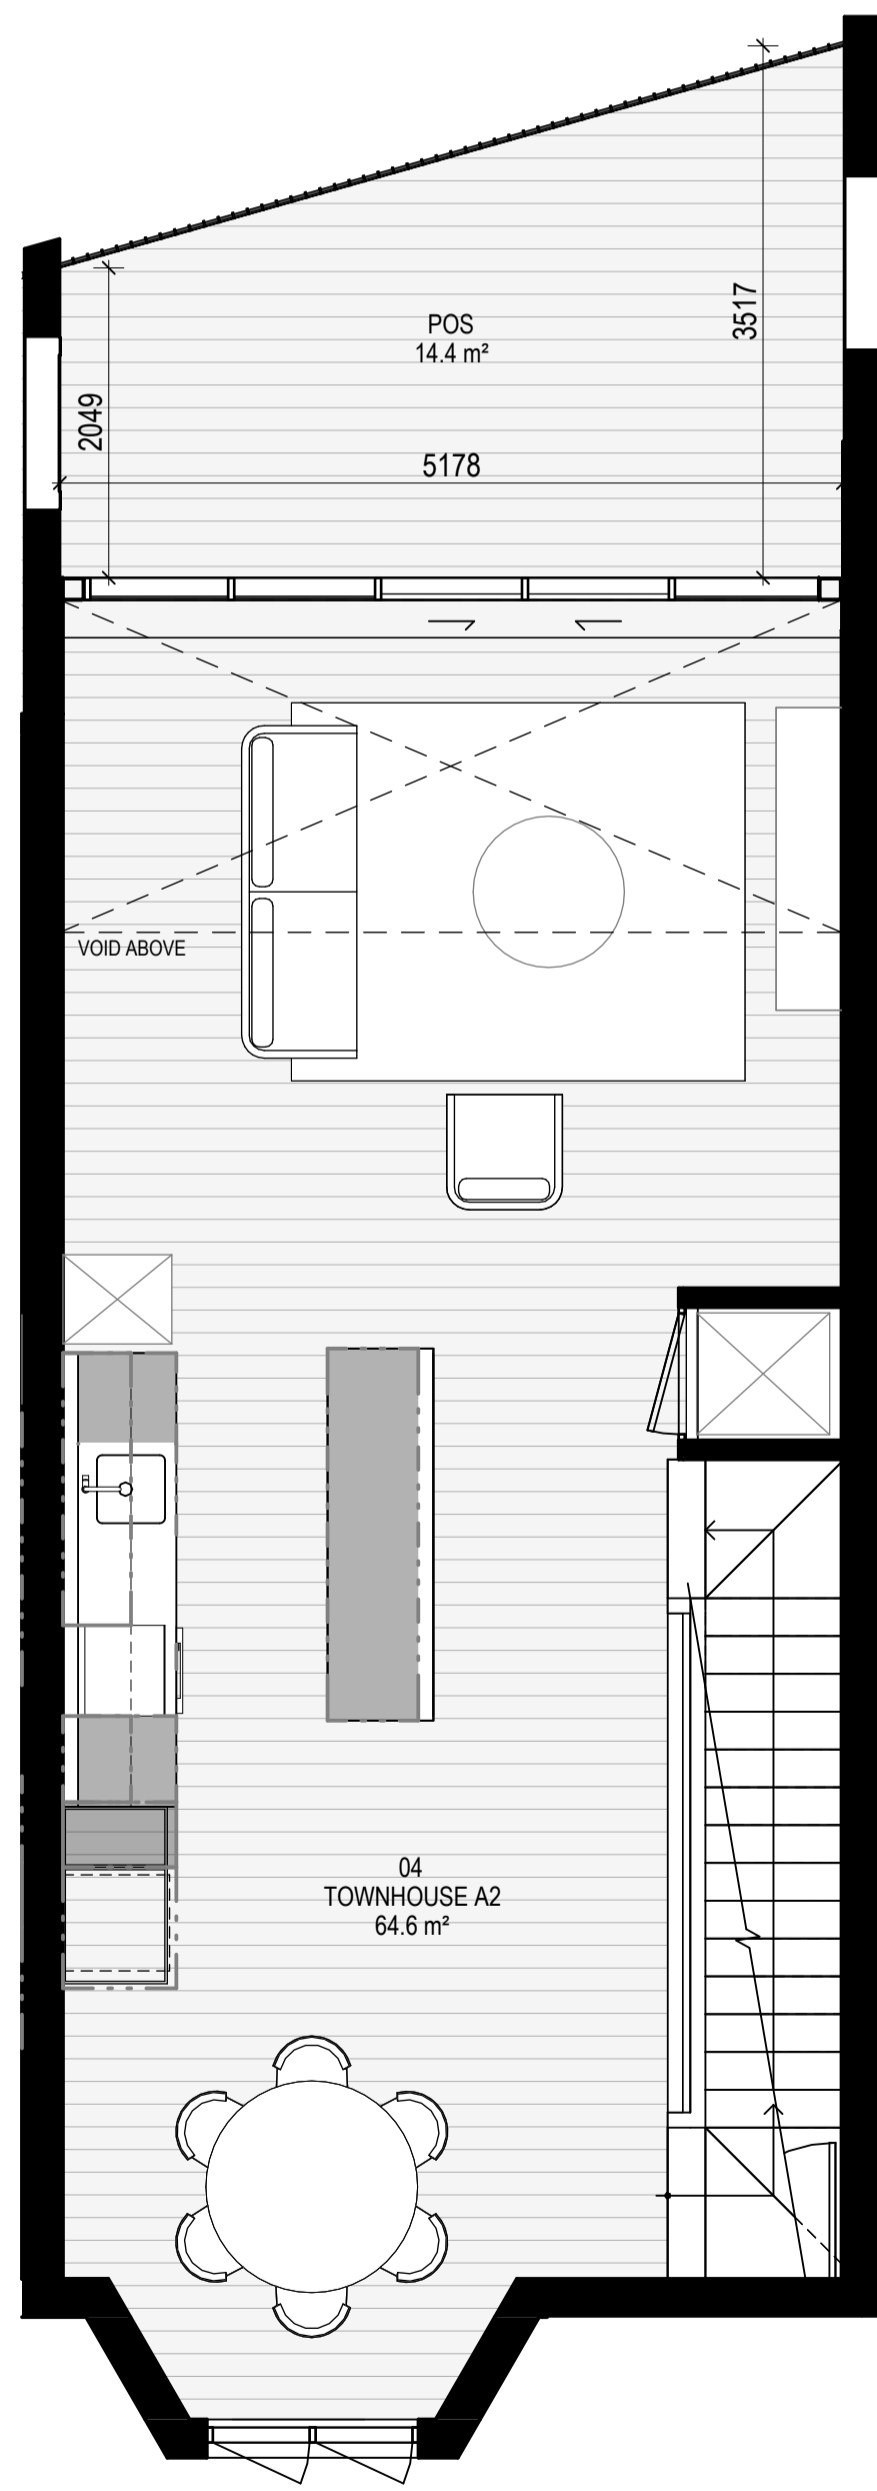 POS
14.4 m²
3517
2049
5178
VOID ABOVE
04
TOWNHOUSE A2
64.6 m²